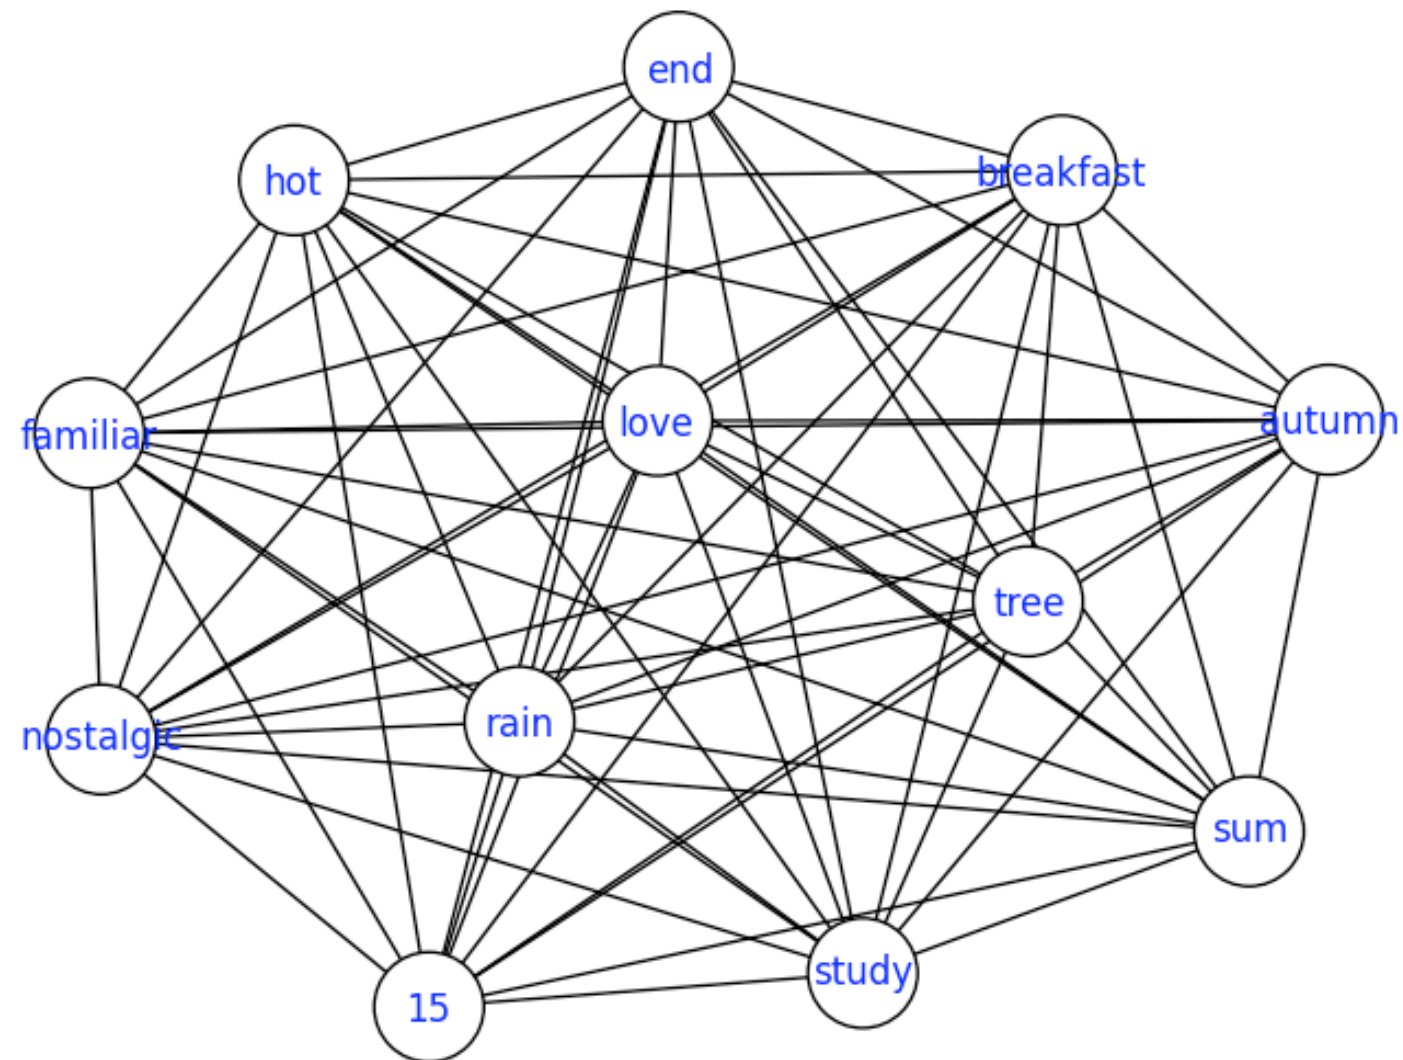 end
hot
breakfast
familiar
love
autumn
tree
nostalgic
rain
sum
study
15